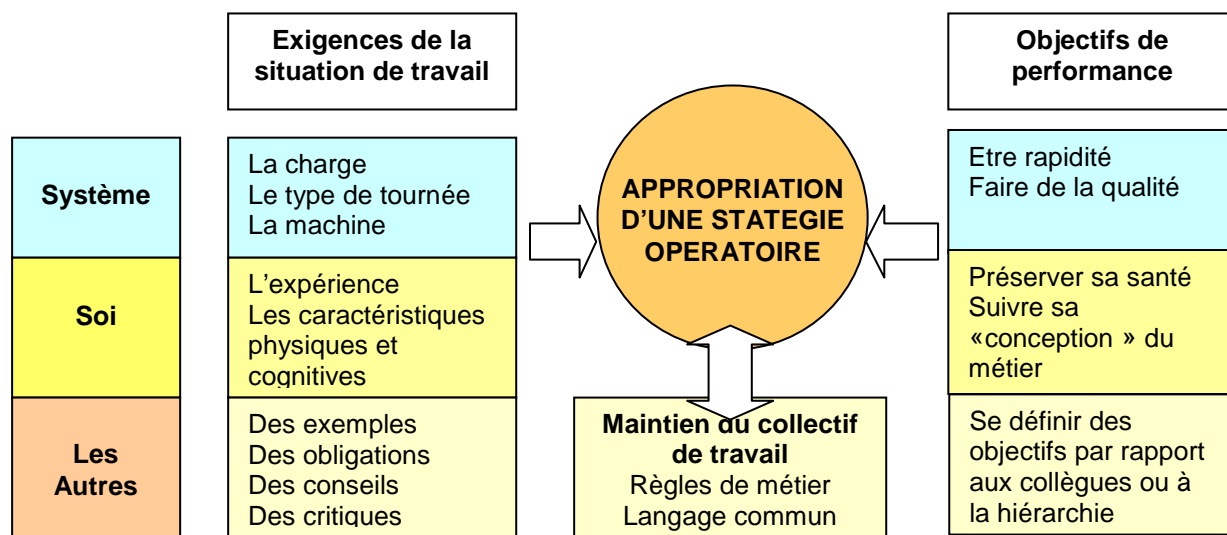 Exigences de la
situation de travail
Objectifs de
performance
Système
La charge
Le type de tournée
La machine
APPROPRIATION
D'UNE STATEGIE
OPERATOIRE
Etre rapidité
Faire de la qualité
Soi
L'expérience
Les caractéristiques
physiques et
cognitives
Préserver sa santé
Suivre sa
«conception » du
métier
Les
Autres
Des exemples
Des obligations
Des conseils
Des critiques
Maintien du collectif
de travail
Règles de métier
Langage commun
Se définir des
objectifs par rapport
aux collègues ou à
la hiérarchie